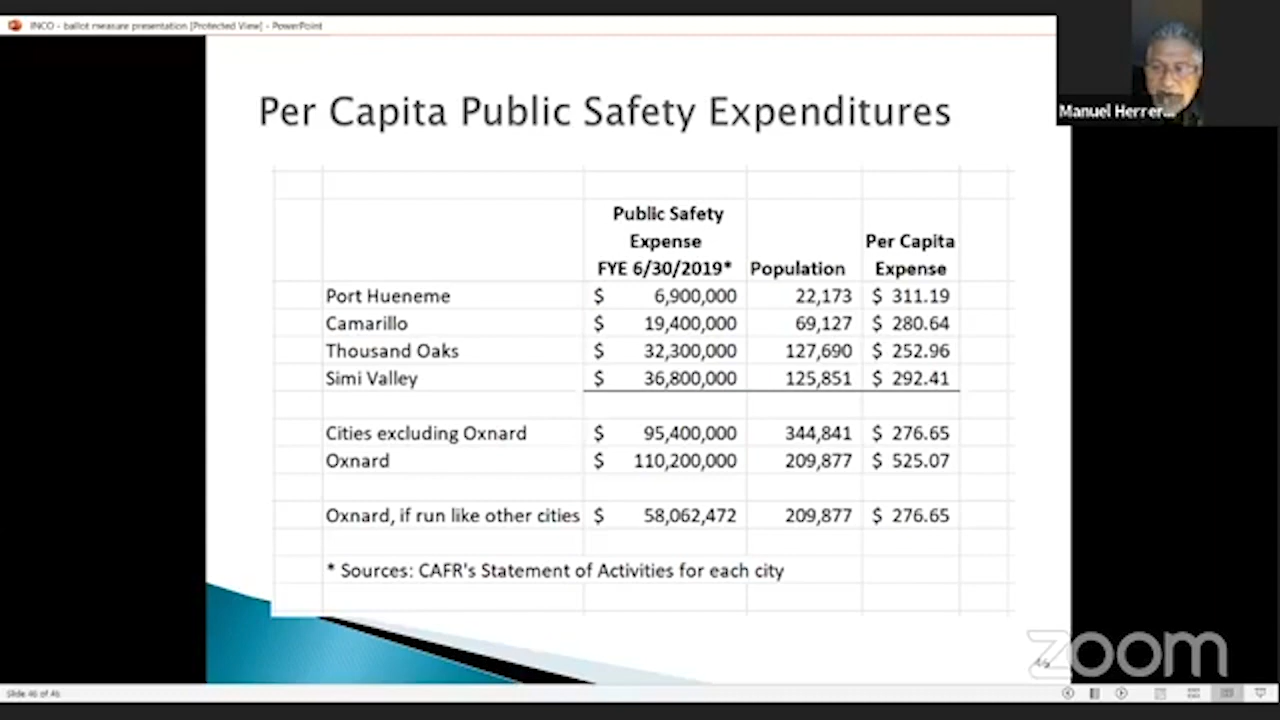 INCO - ballot measure presentation [Protected View] - PowerPoint
Manuel Herrer...
Per Capita Public Safety Expenditures
Public Safety
Expense Per Capita
FYE 6/30/2019* Population Expense
Port Hueneme $ 6,900,000 22,173 $ 311.19
Camarillo $ 19,400,000 69,127 $ 280.64
Thousand Oaks $ 32,300,000 127,690 $ 252.96
Simi Valley $ 36,800,000 125,851 $ 292.41
Cities excluding Oxnard $ 95,400,000 344,841 $ 276.65
Oxnard $ 110,200,000 209,877 $ 525.07
Oxnard, if run like other cities $ 58,062,472 209,877 $ 276.65
* Sources: CAFR's Statement of Activities for each city
zoom
Slide 46 of 46